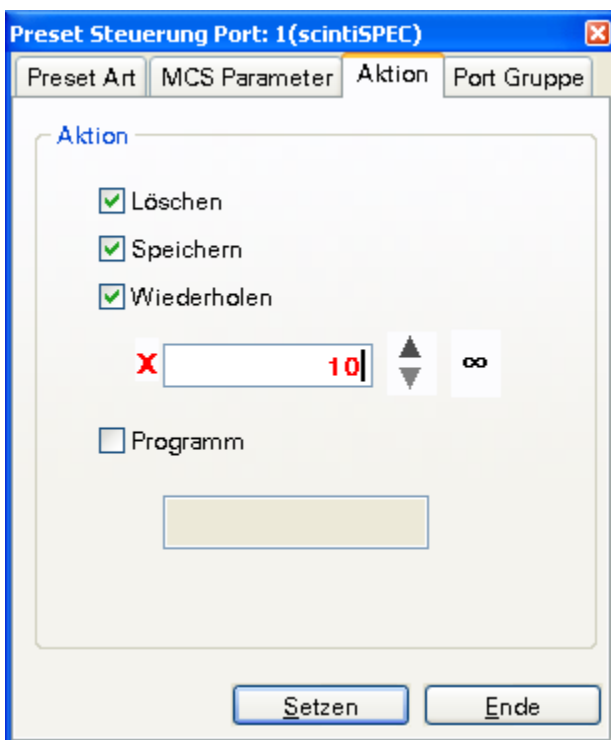 Preset Steuerung Port: 1(scintiSPEC)
Preset Art MCS Parameter Aktion Port Gruppe
Aktion
Löschen
Speichern
Wiederholen
X 10 ∞
Programm
Setzen Ende